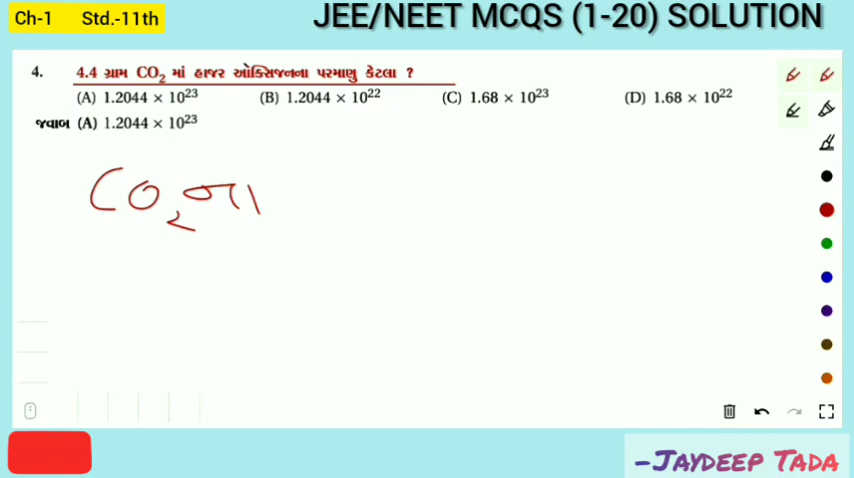 Ch-1 Std.-11th
JEE/NEET MCQS (1-20) SOLUTION
4. 4.4 ગ્રામ CO2 માં હાજર ઓક્સિજનના પરમાણુ કેટલા ?
(A) 1.2044 × 10^23 (B) 1.2044 × 10^22 (C) 1.68 × 10^23 (D) 1.68 × 10^22
જવાબ (A) 1.2044 × 10^23
CO2 ના
-JAYDEEP TADA